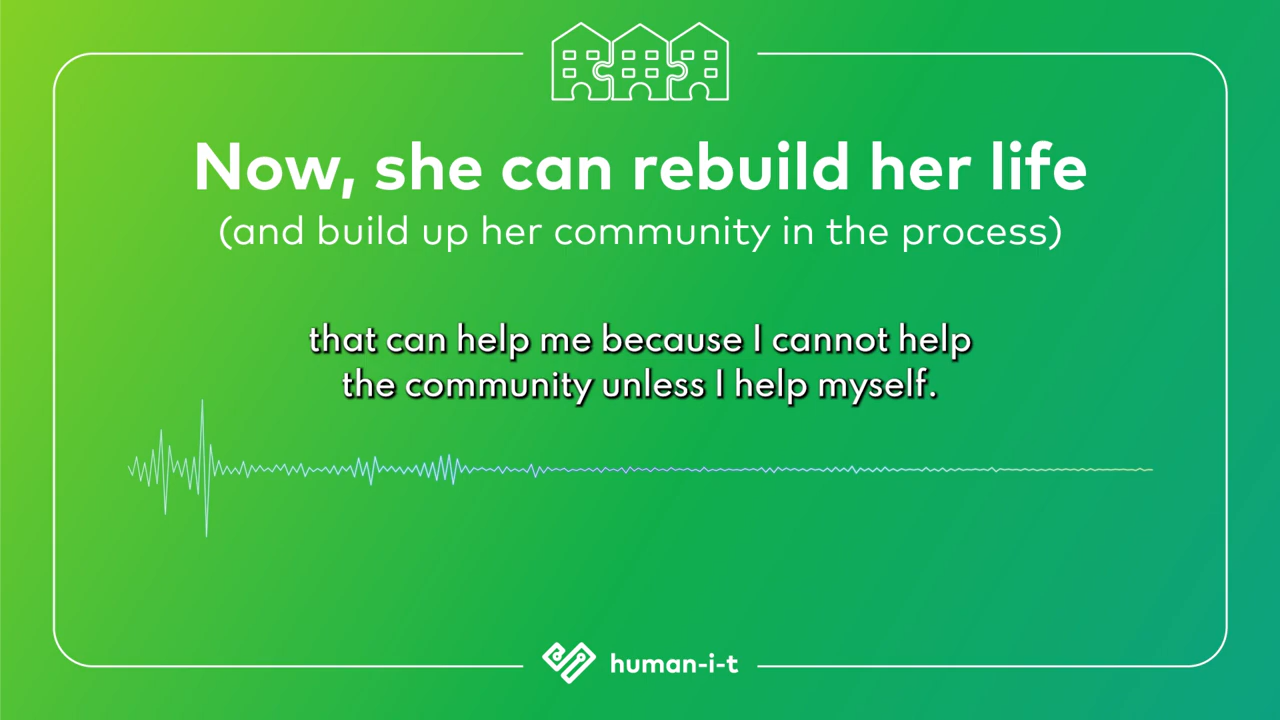 Now, she can rebuild her life
(and build up her community in the process)
that can help me because I cannot help
the community unless I help myself.
human-i-t